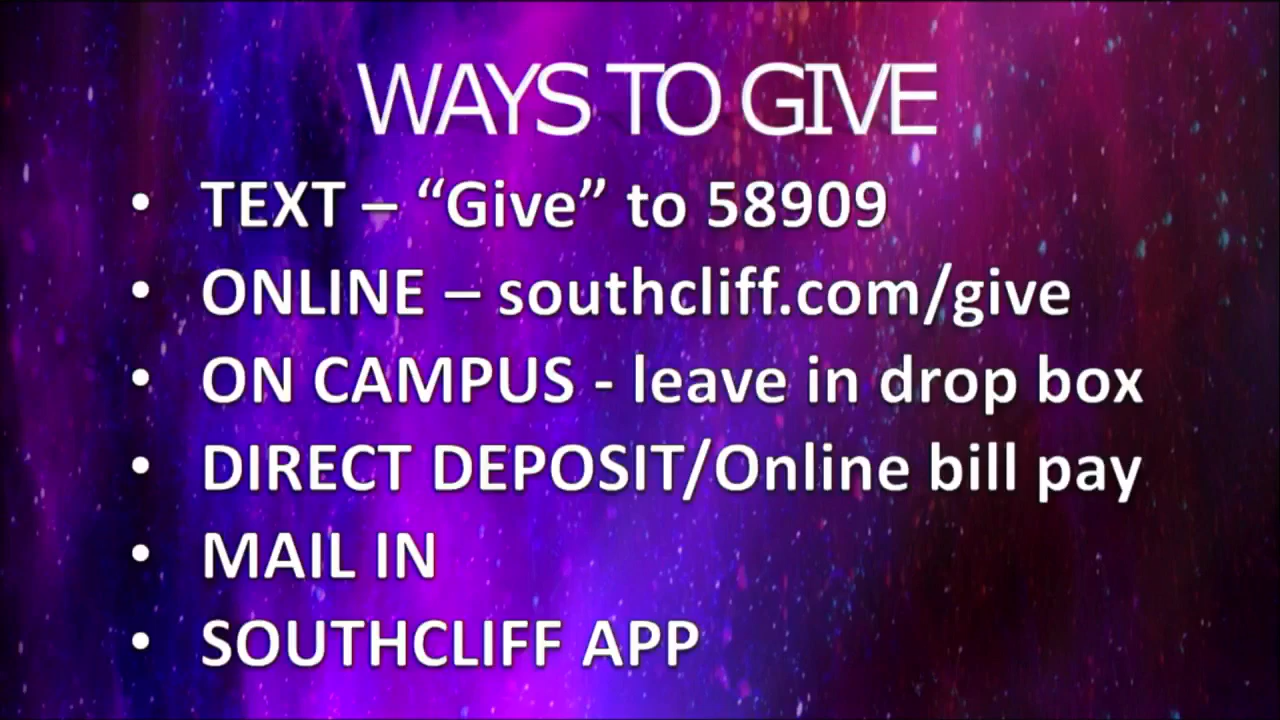 WAYS TO GIVE
• TEXT – “Give” to 58909
• ONLINE – southcliff.com/give
• ON CAMPUS - leave in drop box
• DIRECT DEPOSIT/Online bill pay
• MAIL IN
• SOUTHCLIFF APP